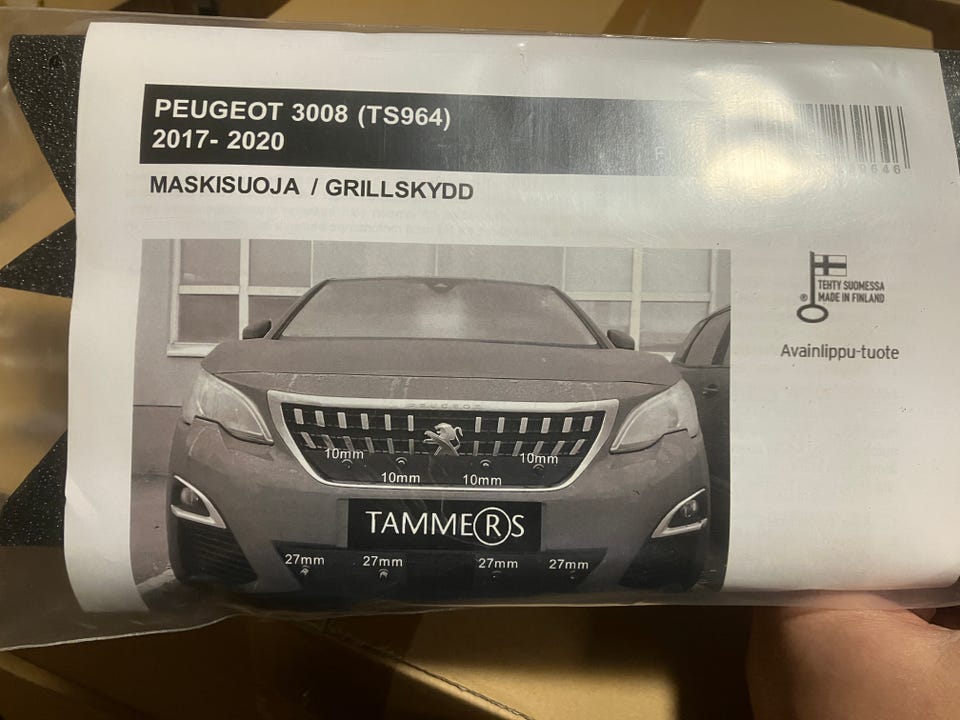 PEUGEOT 3008 (TS964)
2017- 2020
MASKISUOJA / GRILLSKYDD
TEHTY SUOMESSA
® MADE IN FINLAND
Avainlippu-tuote
PEUGEOT
10mm 10mm
10mm 10mm
TAMMERS
27mm 27mm 27mm 27mm